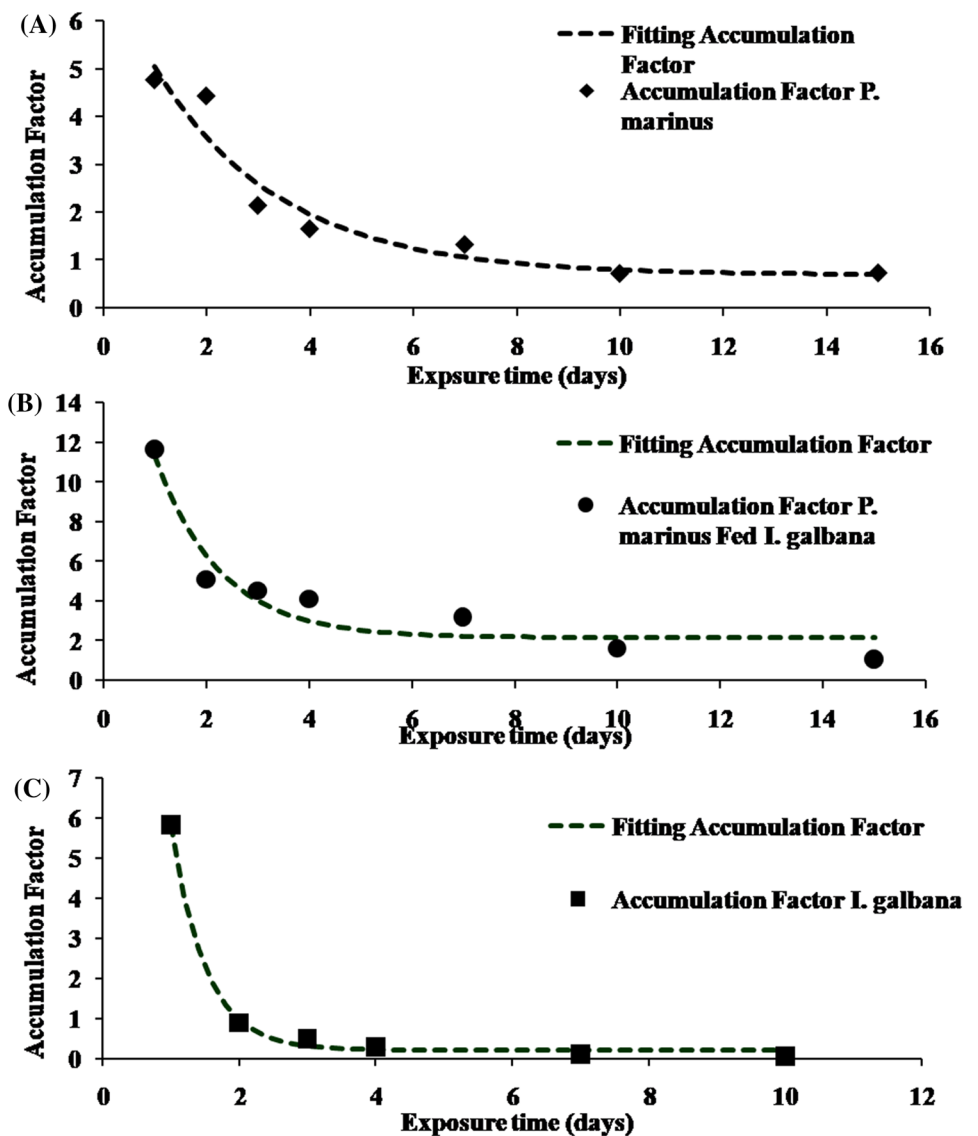 (A)
6
5
4
3
2
1
0
Accumulation Factor
Fitting Accumulation
Factor
Accumulation Factor P.
marinus
0 2 4 6 8 10 12 14 16
Expsure time (days)
(B)
14
12
10
8
6
4
2
0
Accumulation Factor
Fitting Accumulation Factor
Accumulation Factor P.
marinus Fed I. galbana
0 2 4 6 8 10 12 14 16
Exposure time (days)
(C)
7
6
5
4
3
2
1
0
Accumulation Factor
Fitting Accumulation Factor
Accumulation Factor I. galbana
0 2 4 6 8 10 12
Exposure time (days)